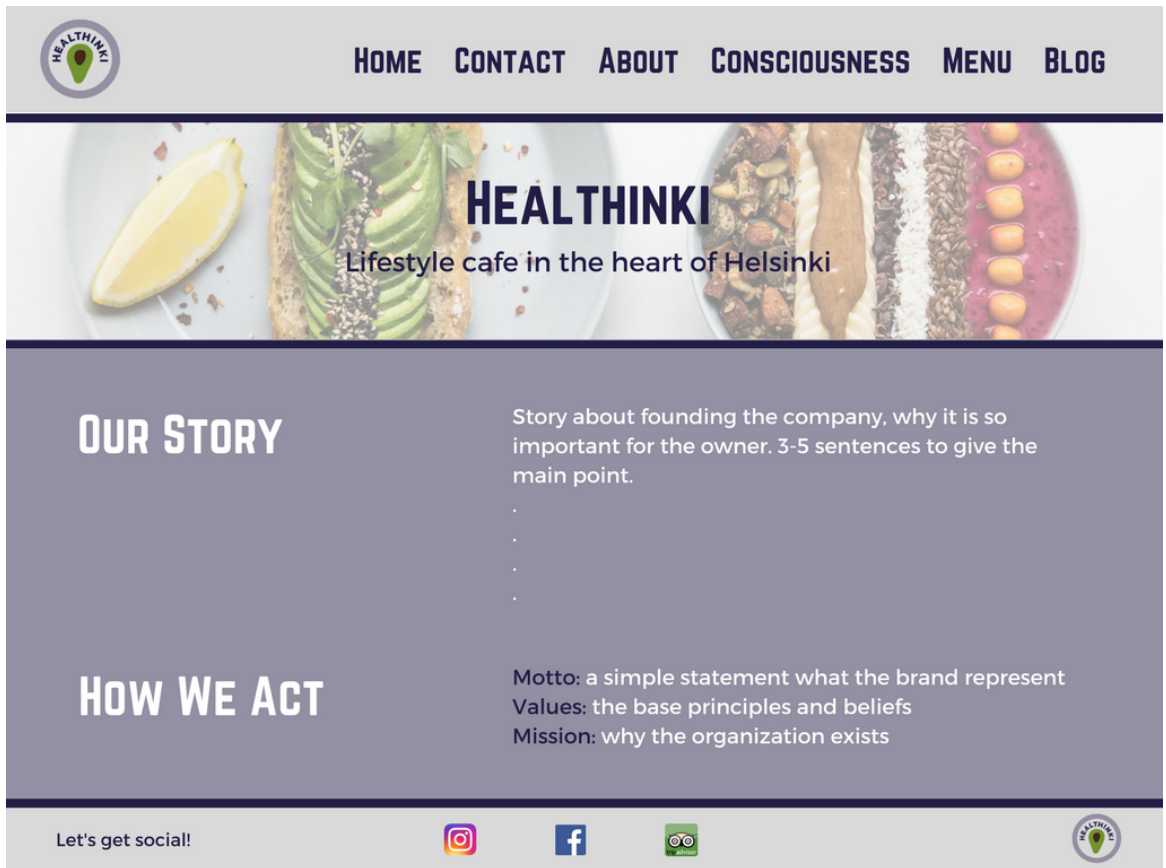 HEALTHINKI
HOME CONTACT ABOUT CONSCIOUSNESS MENU BLOG
HEALTHINKI
Lifestyle cafe in the heart of Helsinki
OUR STORY
Story about founding the company, why it is so
important for the owner. 3-5 sentences to give the
main point.
.
.
.
.
HOW WE ACT
Motto: a simple statement what the brand represent
Values: the base principles and beliefs
Mission: why the organization exists
Let's get social!
tripadvisor
HEALTHINKI